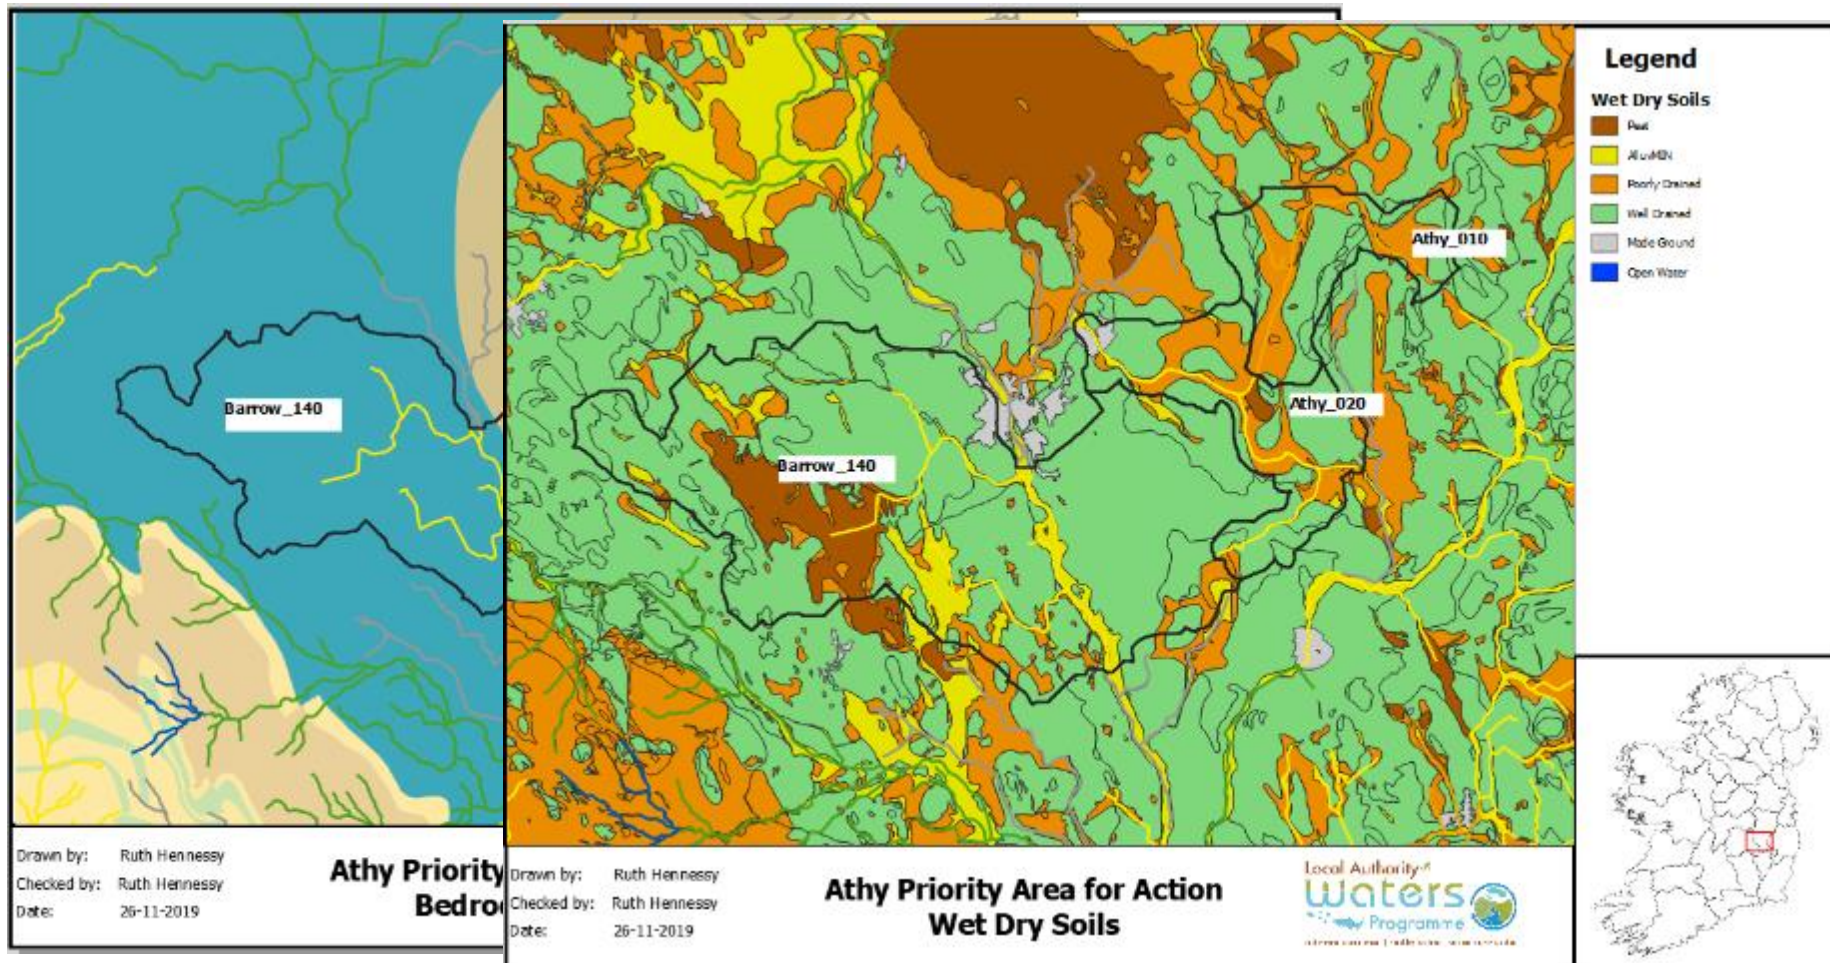 Barrow_140
Drawn by: Ruth Hennessy
Checked by: Ruth Hennessy
Date: 26-11-2019
Athy Priority
Bedro
Athy_010
Athy_020
Barrow_140
Legend
Wet Dry Soils
Peat
AlluvMIN
Poorly Drained
Well Drained
Made Ground
Open Water
Drawn by: Ruth Hennessy
Checked by: Ruth Hennessy
Date: 26-11-2019
Athy Priority Area for Action
Wet Dry Soils
Local Authority
Waters
Programme